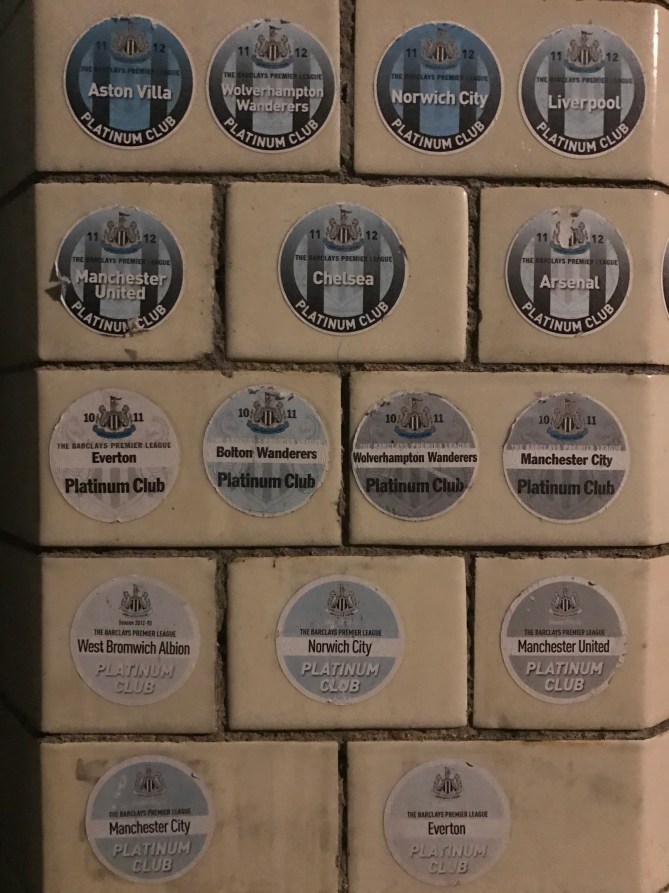 11 12
THE BARCLAYS PREMIER LEAGUE
Aston Villa
PLATINUM CLUB
11 12
THE BARCLAYS PREMIER LEAGUE
Wolverhampton
Wanderers
PLATINUM CLUB
11 12
THE BARCLAYS PREMIER LEAGUE
Norwich City
PLATINUM CLUB
11 12
THE BARCLAYS PREMIER LEAGUE
Liverpool
PLATINUM CLUB
11 12
THE BARCLAYS PREMIER LEAGUE
Manchester
United
PLATINUM CLUB
11 12
THE BARCLAYS PREMIER LEAGUE
Chelsea
PLATINUM CLUB
11 12
THE BARCLAYS PREMIER LEAGUE
Arsenal
PLATINUM CLUB
10 11
THE BARCLAYS PREMIER LEAGUE
Everton
Platinum Club
10 11
THE BARCLAYS PREMIER LEAGUE
Bolton Wanderers
Platinum Club
10 11
THE BARCLAYS PREMIER LEAGUE
Wolverhampton Wanderers
Platinum Club
10 11
THE BARCLAYS PREMIER LEAGUE
Manchester City
Platinum Club
Season 2012-13
THE BARCLAYS PREMIER LEAGUE
West Bromwich Albion
PLATINUM
CLUB
THE BARCLAYS PREMIER LEAGUE
Norwich City
PLATINUM
CLUB
THE BARCLAYS PREMIER LEAGUE
Manchester United
PLATINUM
CLUB
THE BARCLAYS PREMIER LEAGUE
Manchester City
PLATINUM
CLUB
THE BARCLAYS PREMIER LEAGUE
Everton
PLATINUM
CLUB